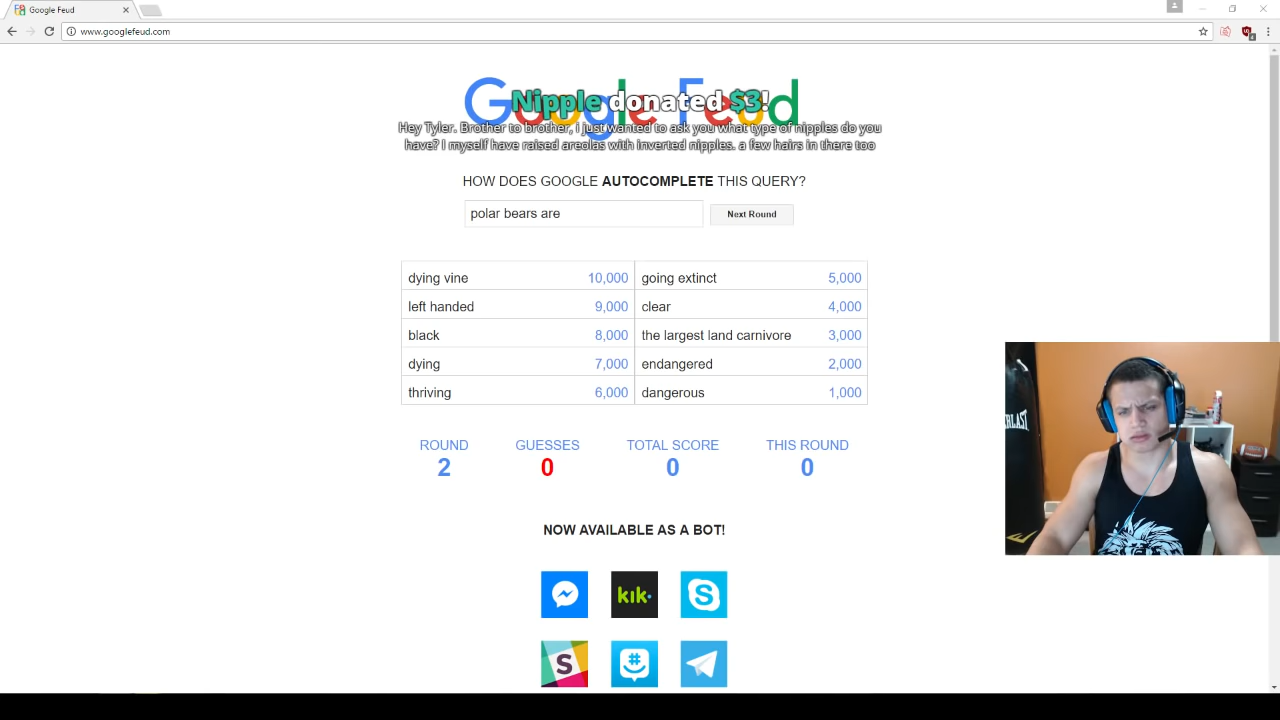 Google Feud
www.googlefeud.com
Google Feud
Nipple donated $3!
Hey Tyler. Brother to brother, i just wanted to ask you what type of nipples do you
have? I myself have raised areolas with inverted nipples. a few hairs in there too
HOW DOES GOOGLE AUTOCOMPLETE THIS QUERY?
polar bears are
Next Round
dying vine 10,000 going extinct 5,000
left handed 9,000 clear 4,000
black 8,000 the largest land carnivore 3,000
dying 7,000 endangered 2,000
thriving 6,000 dangerous 1,000
ROUND GUESSES TOTAL SCORE THIS ROUND
2 0 0 0
NOW AVAILABLE AS A BOT!
kik
S
S
#
ERLAST